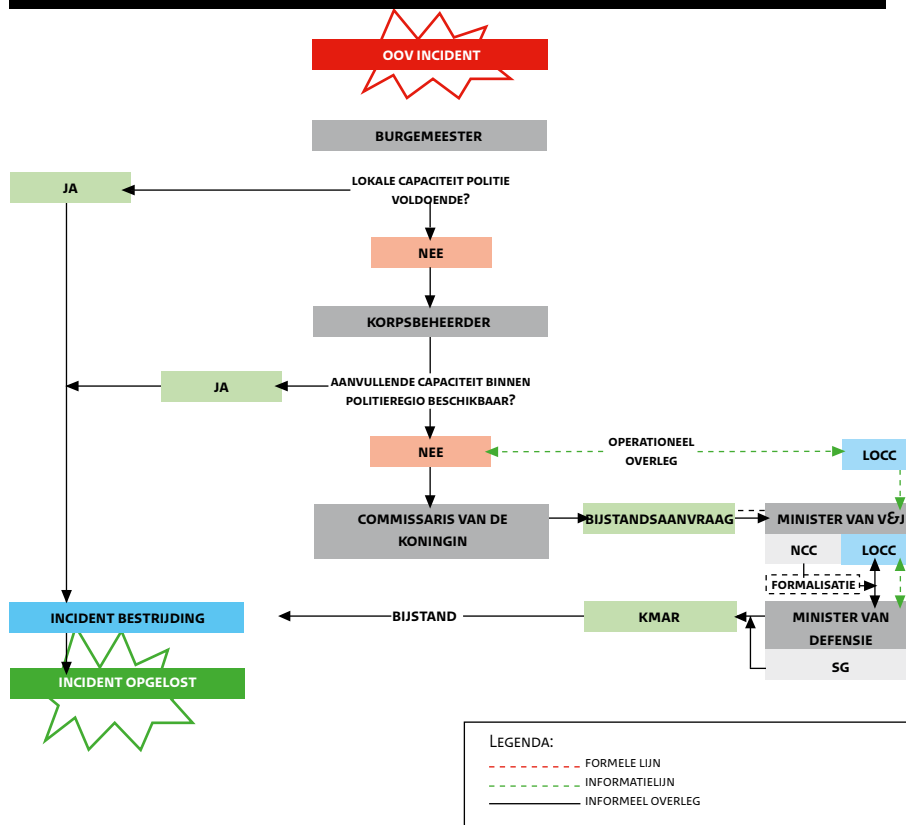 OOV INCIDENT
BURGEMEESTER
LOKALE CAPACITEIT POLITIE
VOLDOENDE?
JA
NEE
KORPSBEHEERDER
AANVULLENDE CAPACITEIT BINNEN
POLITIEREGIO BESCHIKBAAR?
JA
NEE
OPERATIONEEL
OVERLEG
LOCC
COMMISSARIS VAN DE
KONINGIN
BIJSTANDSAANVRAAG
MINISTER VAN V&J
NCC
LOCC
FORMALISATIE
INCIDENT BESTRIJDING
BIJSTAND
KMAR
MINISTER VAN
DEFENSIE
SG
INCIDENT OPGELOST
LEGENDA:
FORMELE LIJN
INFORMATIELIJN
INFORMEEL OVERLEG